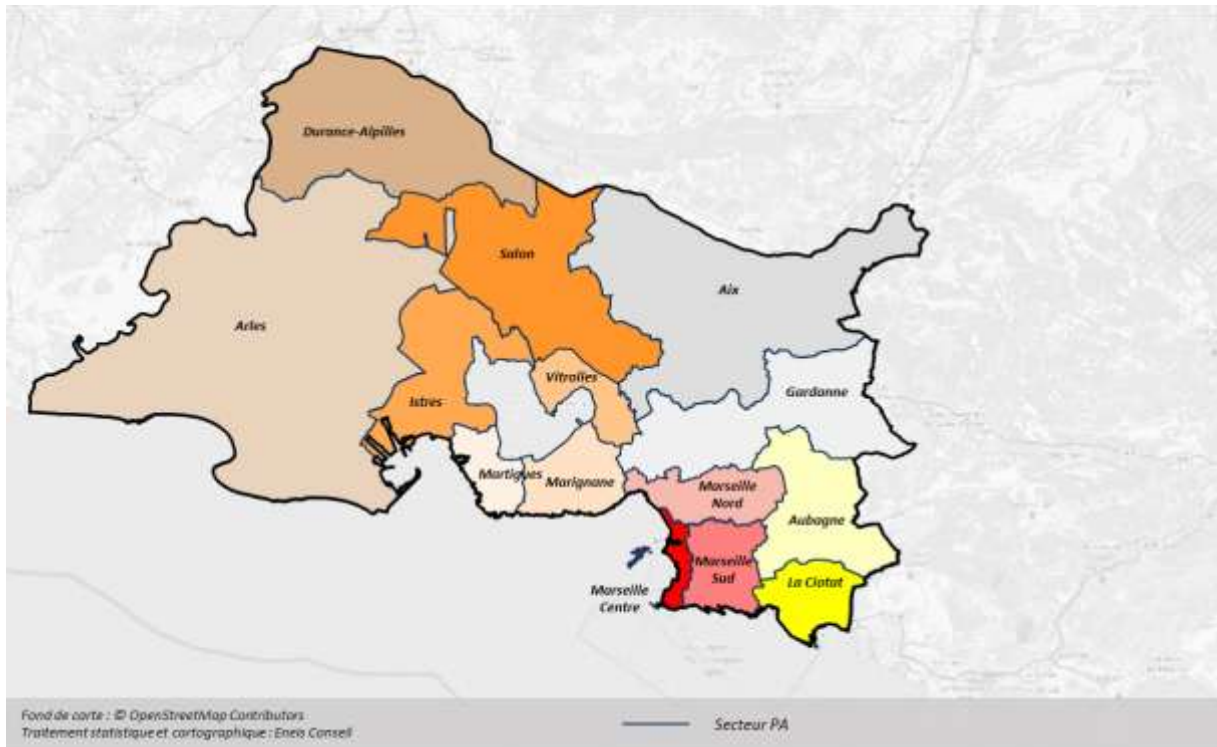 Durance-Alpilles
Salon
Aix
Arles
Vitrolles
Gardanne
Istres
Martigues
Marignane
Marseille
Nord
Aubagne
Marseille
Sud
La Ciotat
Marseille
Centre
Fond de carte : © OpenStreetMap Contributors
Traitement statistique et cartographique : Eneis Conseil
Secteur PA